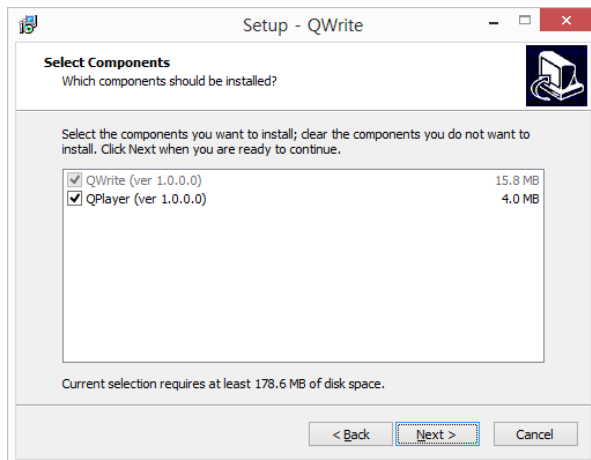 Setup - QWrite
Select Components
Which components should be installed?
Select the components you want to install; clear the components you do not want to
install. Click Next when you are ready to continue.
QWrite (ver 1.0.0.0) 15.8 MB
QPlayer (ver 1.0.0.0) 4.0 MB
Current selection requires at least 178.6 MB of disk space.
< Back Next > Cancel